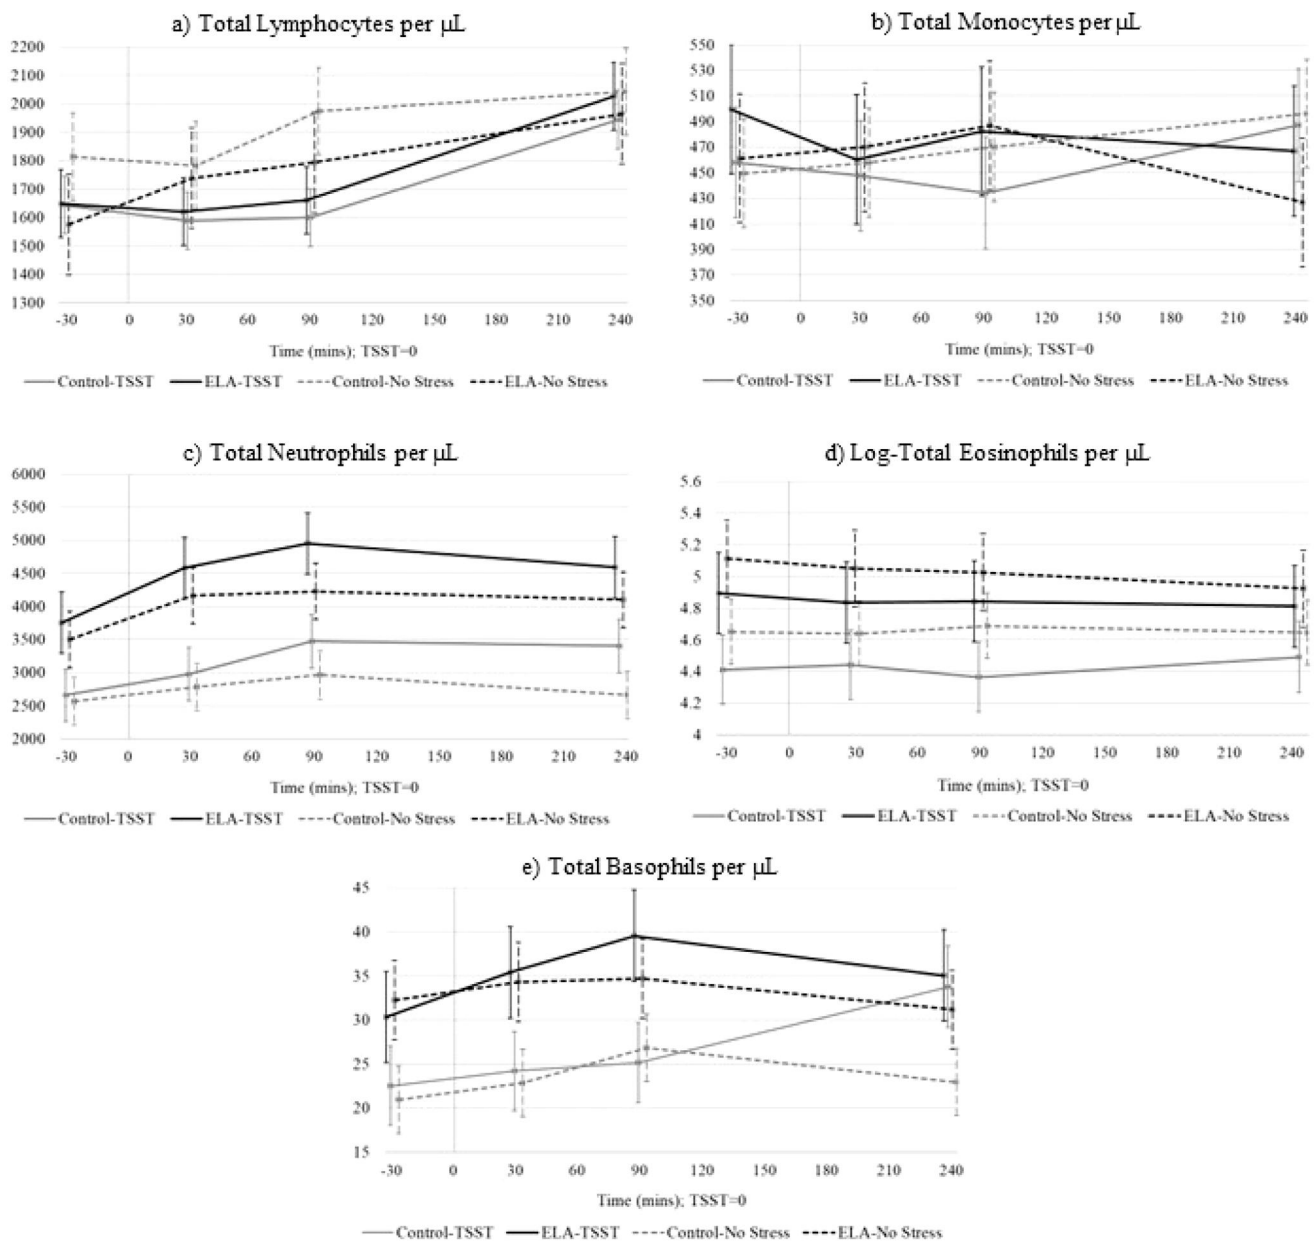 a) Total Lymphocytes per µL
2200
2100
2000
1900
1800
1700
1600
1500
1400
1300
-30 0 30 60 90 120 150 180 210 240
Time (mins); TSST=0
Control-TSST ELA-TSST Control-No Stress ELA-No Stress
b) Total Monocytes per µL
550
530
510
490
470
450
430
410
390
370
350
-30 0 30 60 90 120 150 180 210 240
Time (mins); TSST=0
Control-TSST ELA-TSST Control-No Stress ELA-No Stress
c) Total Neutrophils per µL
6000
5500
5000
4500
4000
3500
3000
2500
2000
-30 0 30 60 90 120 150 180 210 240
Time (mins); TSST=0
Control-TSST ELA-TSST Control-No Stress ELA-No Stress
d) Log-Total Eosinophils per µL
5.6
5.4
5.2
5
4.8
4.6
4.4
4.2
4
-30 0 30 60 90 120 150 180 210 240
Time (mins); TSST=0
Control-TSST ELA-TSST Control-No Stress ELA-No Stress
e) Total Basophils per µL
45
40
35
30
25
20
15
-30 0 30 60 90 120 150 180 210 240
Time (mins); TSST=0
Control-TSST ELA-TSST Control-No Stress ELA-No Stress